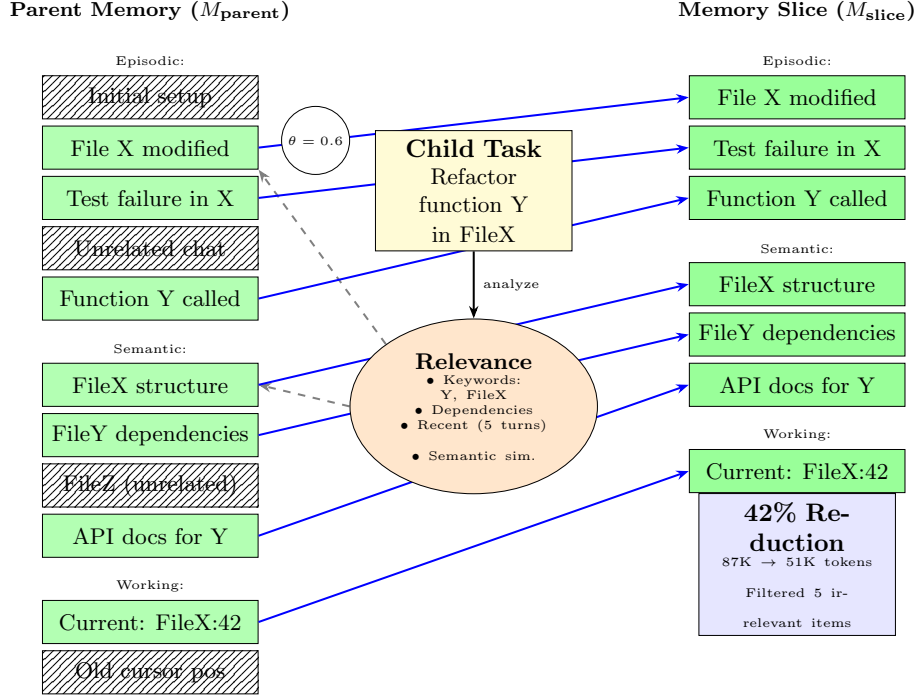 Parent Memory (M_parent)
Episodic:
Initial setup
File X modified
Test failure in X
Unrelated chat
Function Y called
Semantic:
FileX structure
FileY dependencies
FileZ (unrelated)
API docs for Y
Working:
Current: FileX:42
Old cursor pos
θ = 0.6
Child Task
Refactor
function Y
in FileX
analyze
Relevance
• Keywords:
Y, FileX
• Dependencies
• Recent (5 turns)
• Semantic sim.
Memory Slice (M_slice)
Episodic:
File X modified
Test failure in X
Function Y called
Semantic:
FileX structure
FileY dependencies
API docs for Y
Working:
Current: FileX:42
42% Re-
duction
87K → 51K tokens
Filtered 5 ir-
relevant items